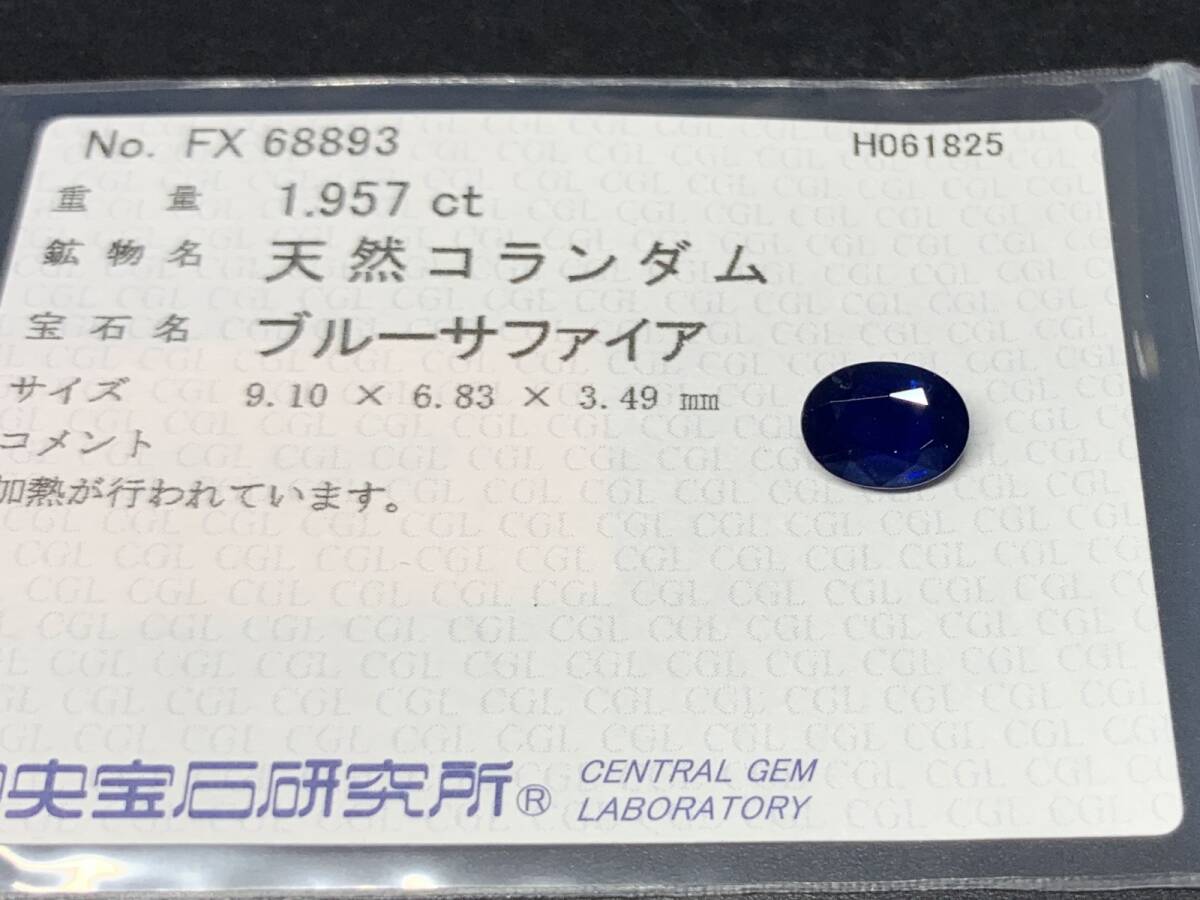 No. FX 68893 H061825
重量 1.957 ct
鉱物名 天然コランダム
宝石名 ブルーサファイア
サイズ 9.10 × 6.83 × 3.49 mm
コメント
加熱が行われています。
央宝石研究所® CENTRAL GEM
LABORATORY